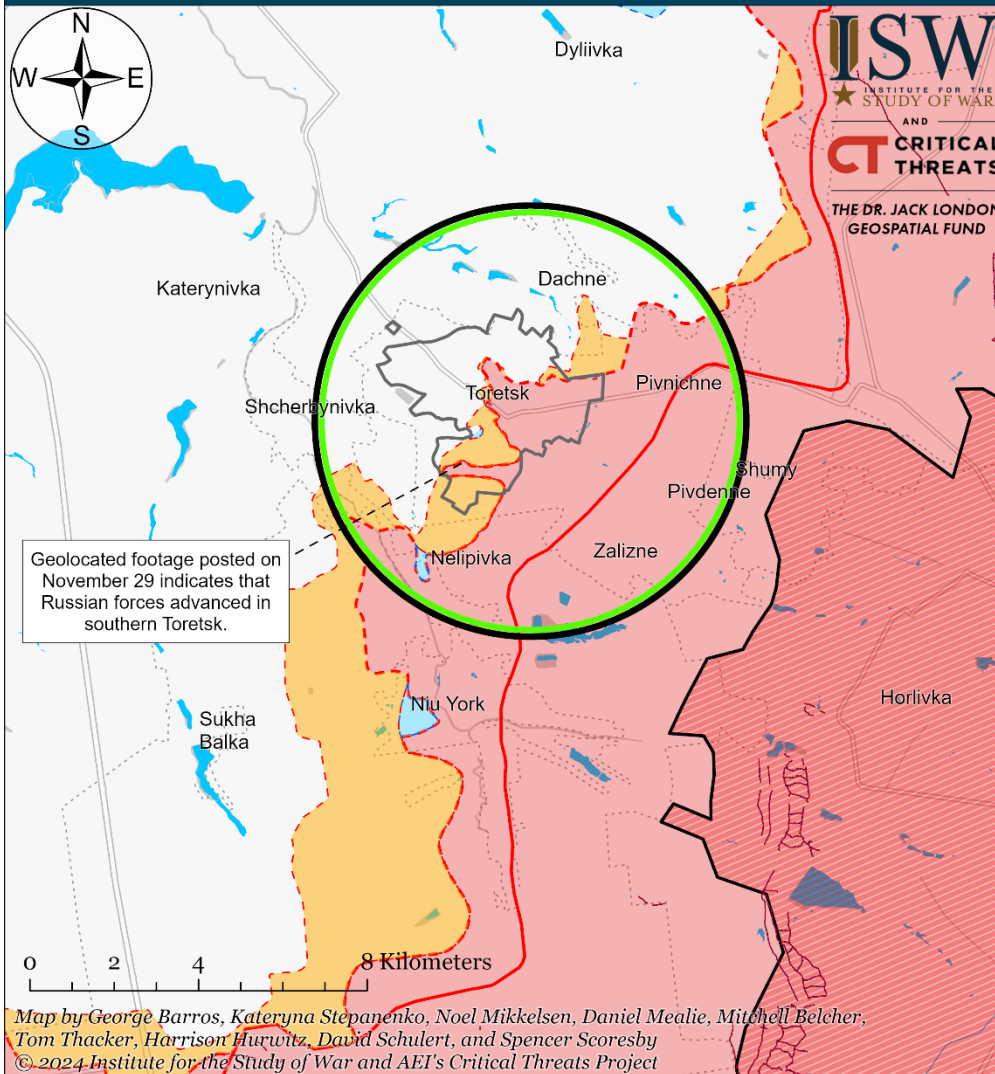 N
W E
S
Dyliivka
ISW
INSTITUTE FOR THE
STUDY OF WAR
AND
CT CRITICAL
THREATS
THE DR. JACK LONDON
GEOSPATIAL FUND
Katerynivka
Dachne
Shcherbynivka
Toretsk
Pivnichne
Shumy
Pivdenne
Zalizne
Nelipivka
Geolocated footage posted on
November 29 indicates that
Russian forces advanced in
southern Toretsk.
Niu York
Horlivka
Sukha
Balka
0 2 4 8 Kilometers
Map by George Barros, Kateryna Stepanenko, Noel Mikkelsen, Daniel Mealie, Mitchell Belcher,
Tom Thacker, Harrison Hurwitz, David Schulert, and Spencer Scoresby
© 2024 Institute for the Study of War and AEI's Critical Threats Project